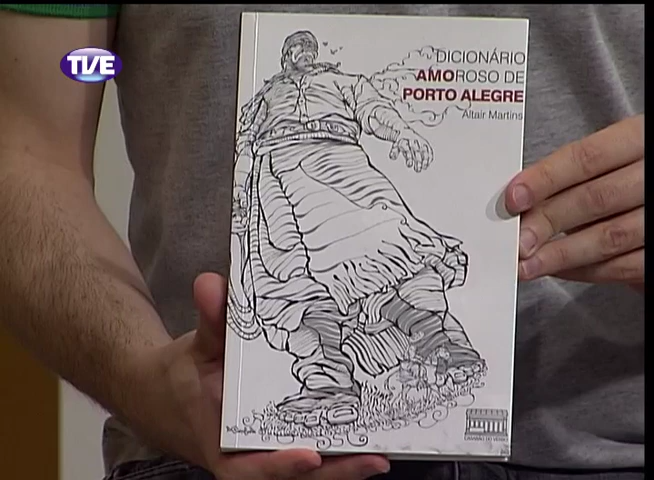 TVE
DICIONÁRIO
AMOROSO DE
PORTO ALEGRE
Altair Martins